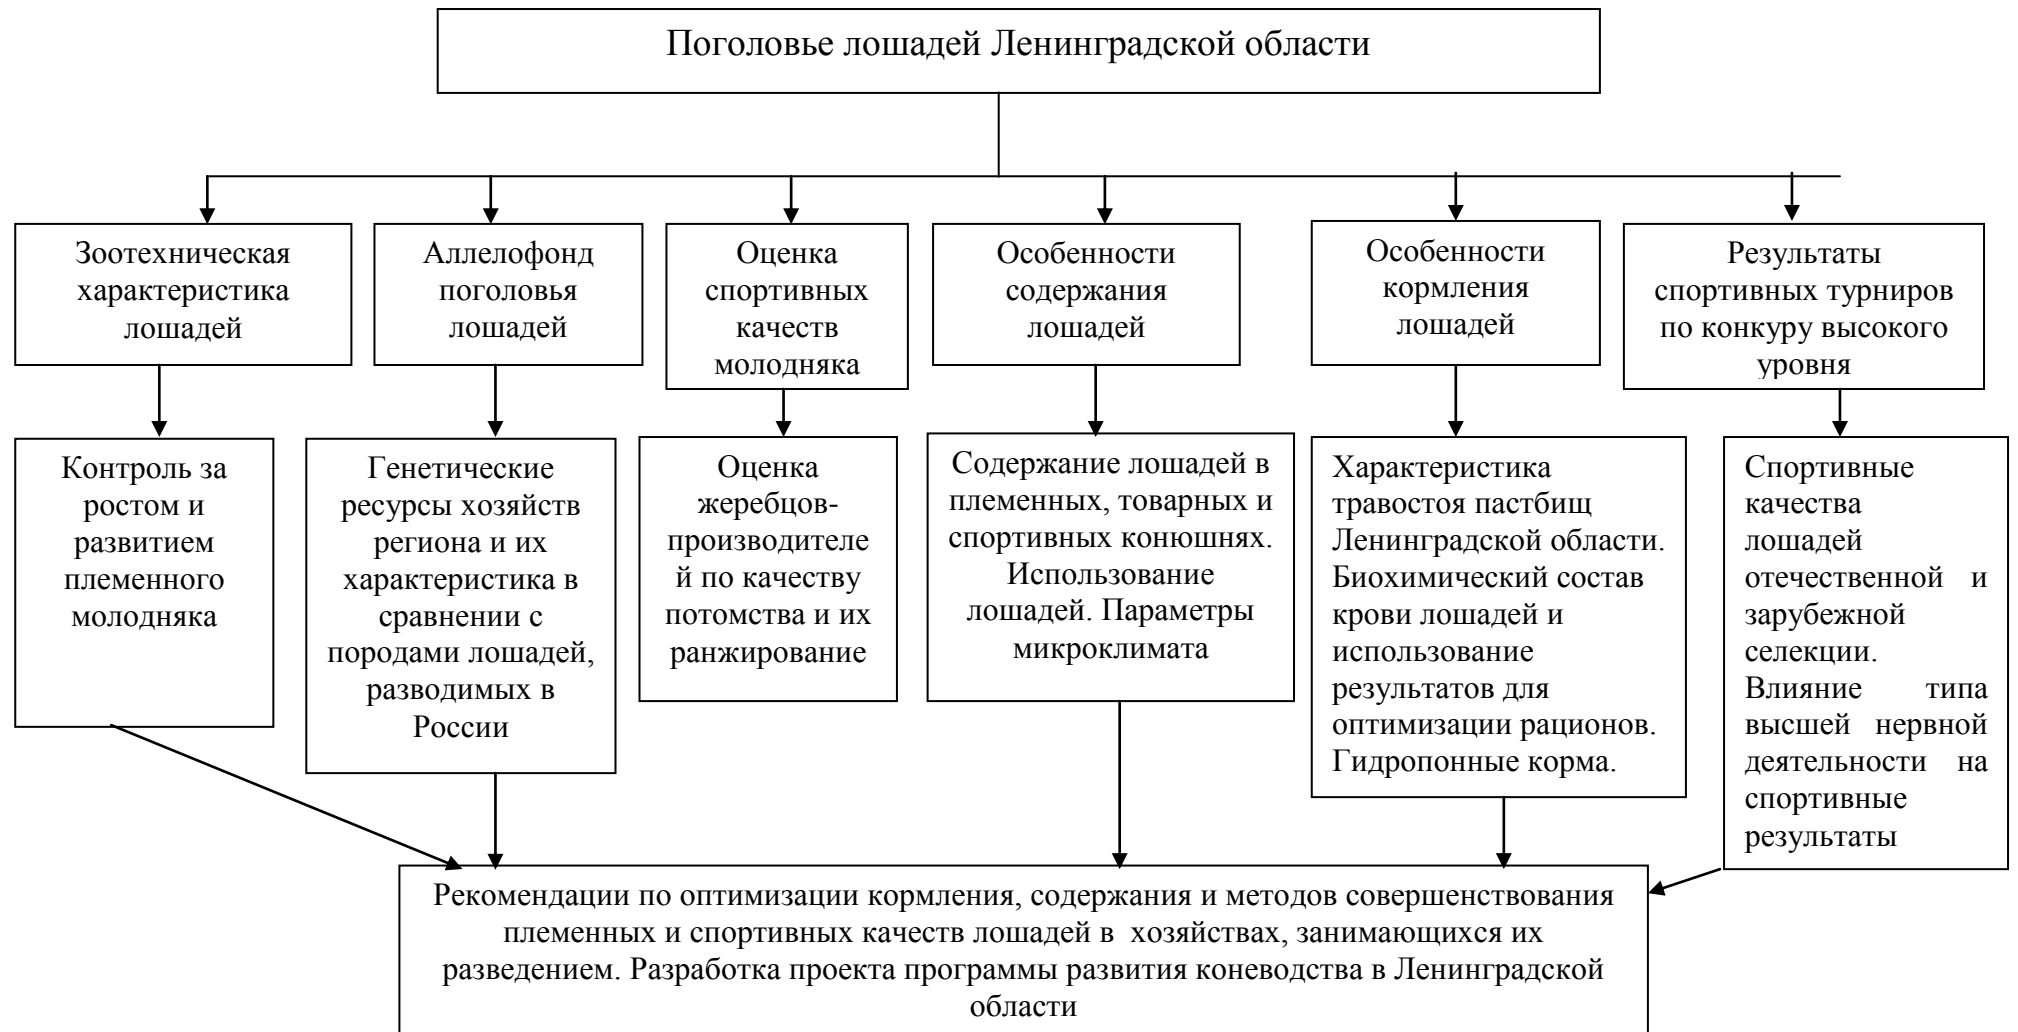 Поголовье лошадей Ленинградской области
Зоотехническая
характеристика
лошадей
Аллелофонд
поголовья
лошадей
Оценка
спортивных
качеств
молодняка
Особенности
содержания
лошадей
Особенности
кормления
лошадей
Результаты
спортивных турниров
по конкуру высокого
уровня
Контроль за
ростом и
развитием
племенного
молодняка
Генетические
ресурсы хозяйств
региона и их
характеристика в
сравнении с
породами лошадей,
разводимых в
России
Оценка
жеребцов-
производителе
й по качеству
потомства и их
ранжирование
Содержание лошадей в
племенных, товарных и
спортивных конюшнях.
Использование
лошадей. Параметры
микроклимата
Характеристика
травостоя пастбищ
Ленинградской области.
Биохимический состав
крови лошадей и
использование
результатов для
оптимизации рационов.
Гидропонные корма.
Спортивные
качества
лошадей
отечественной и
зарубежной
селекции.
Влияние типа
высшей нервной
деятельности на
спортивные
результаты
Рекомендации по оптимизации кормления, содержания и методов совершенствования
племенных и спортивных качеств лошадей в хозяйствах, занимающихся их
разведением. Разработка проекта программы развития коневодства в Ленинградской
области